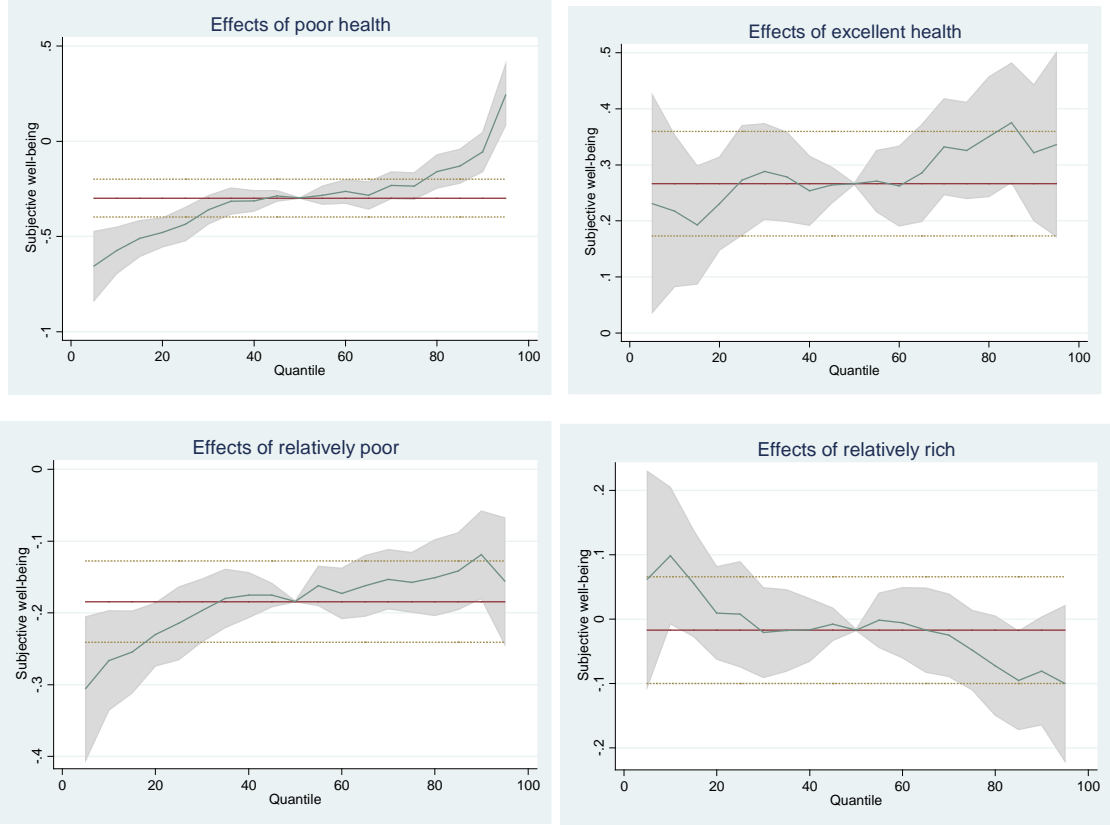 Effects of poor health
Subjective well-being
.5
0
-.5
-1
0 20 40 60 80 100
Quantile
Effects of excellent health
Subjective well-being
.5
.4
.3
.2
.1
0
0 20 40 60 80 100
Quantile
Effects of relatively poor
Subjective well-being
0
-.1
-.2
-.3
-.4
0 20 40 60 80 100
Quantile
Effects of relatively rich
Subjective well-being
.2
.1
0
-.1
-.2
0 20 40 60 80 100
Quantile